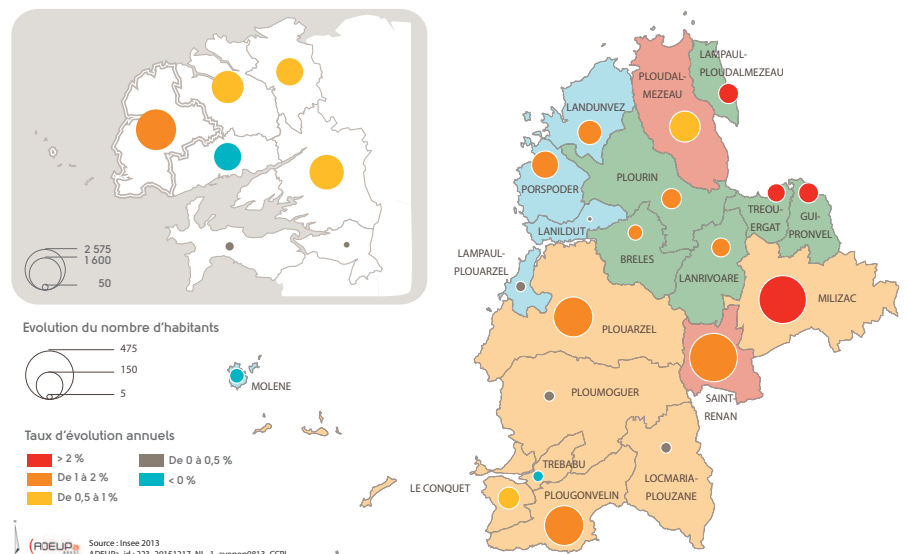 2 575
1 600
50
Evolution du nombre d'habitants
475
150
5
MOLENE
Taux d'évolution annuels
> 2 %
De 1 à 2 %
De 0,5 à 1%
De 0 à 0,5 %
< 0 %
ADEUPa
Source : Insee 2013
LAMPAUL-
PLOUDALMEZEAU
PLOUDAL-
MEZEAU
LANDUNVEZ
PLOURIN
PORSPODER
TREOU-
ERGAT
GUI-
PRONVEL
LANILDUT
LAMPAUL-
PLOUARZEL
BRELES
LANRIVOARE
MILIZAC
PLOUARZEL
PLOUMOGUER
SAINT-
RENAN
TREBABU
LE CONQUET
PLOUGONVELIN
LOCMARIA-
PLOUZANE